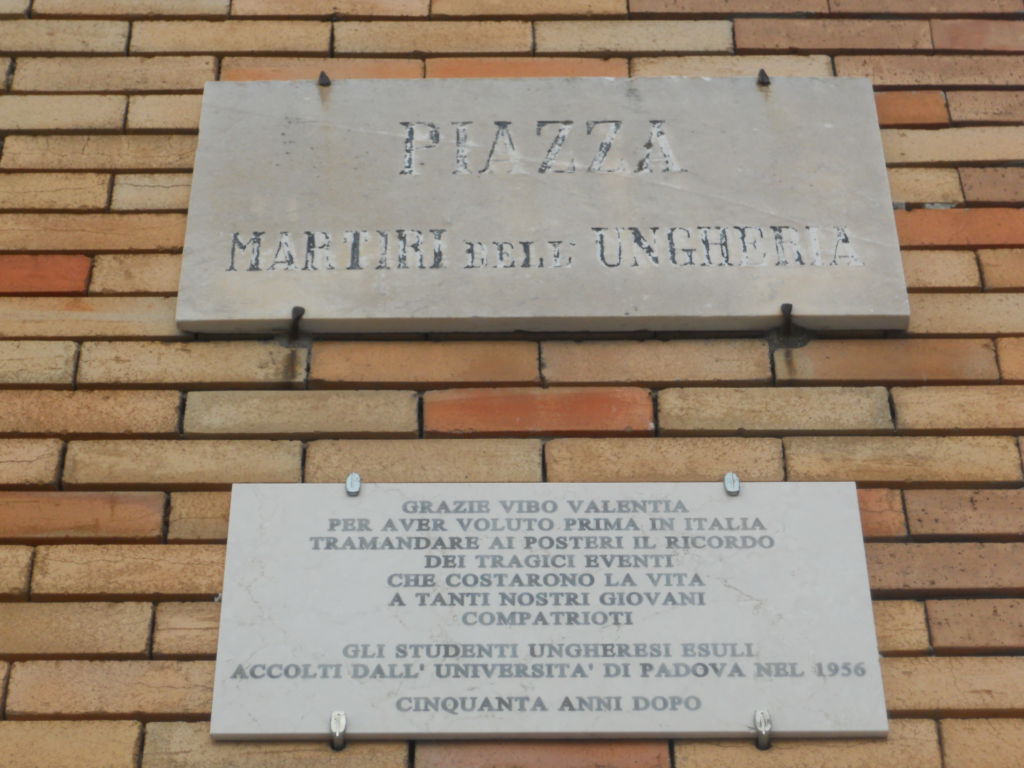 PIAZZA
MARTIRI DELL' UNGHERIA
GRAZIE VIBO VALENTIA
PER AVER VOLUTO PRIMA IN ITALIA
TRAMANDARE AI POSTERI IL RICORDO
DEI TRAGICI EVENTI
CHE COSTARONO LA VITA
A TANTI NOSTRI GIOVANI
COMPATRIOTI
GLI STUDENTI UNGHERESI ESULI
ACCOLTI DALL' UNIVERSITA' DI PADOVA NEL 1956
CINQUANTA ANNI DOPO